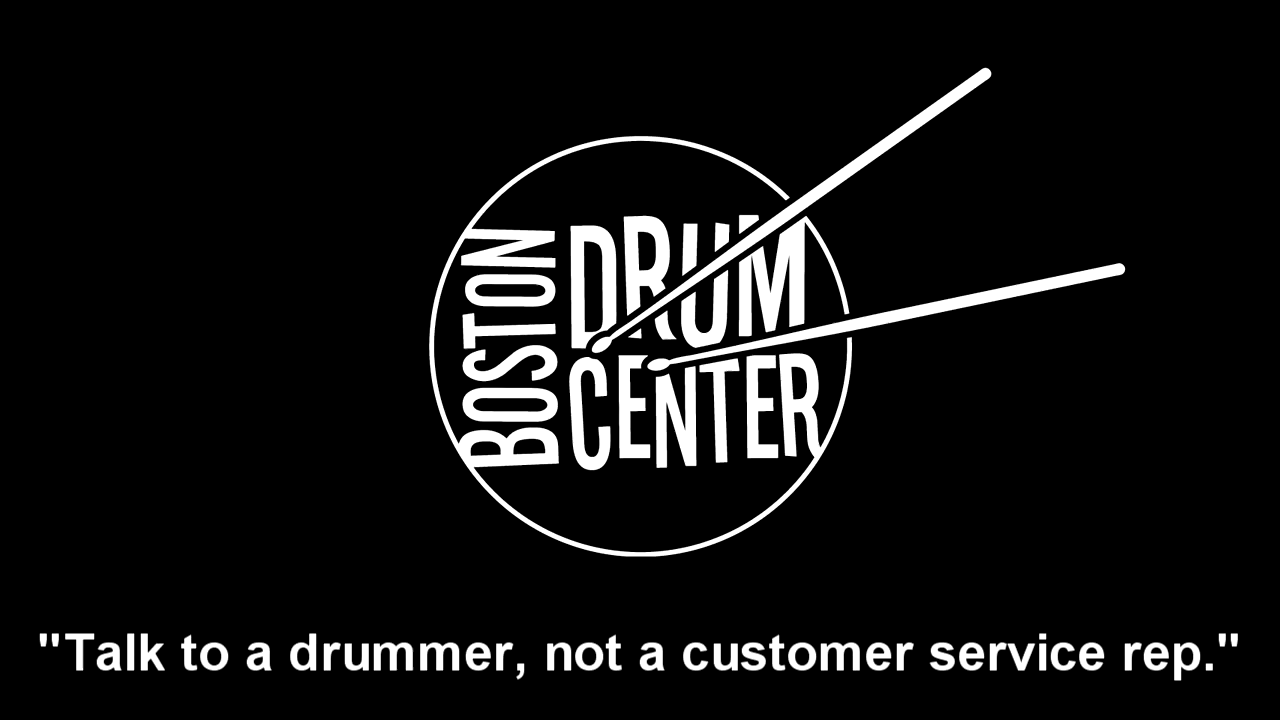 BOSTON
DRUM
CENTER
"Talk to a drummer, not a customer service rep."